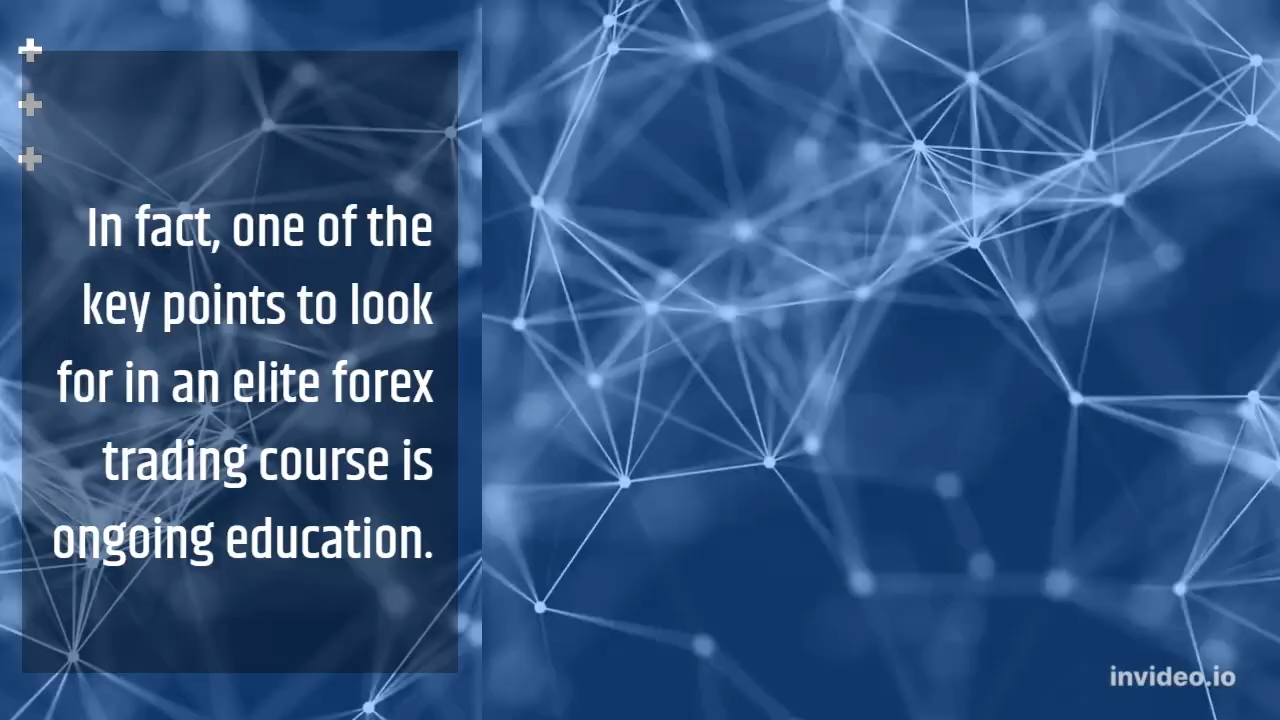 In fact, one of the
key points to look
for in an elite forex
trading course is
ongoing education.
invideo.io